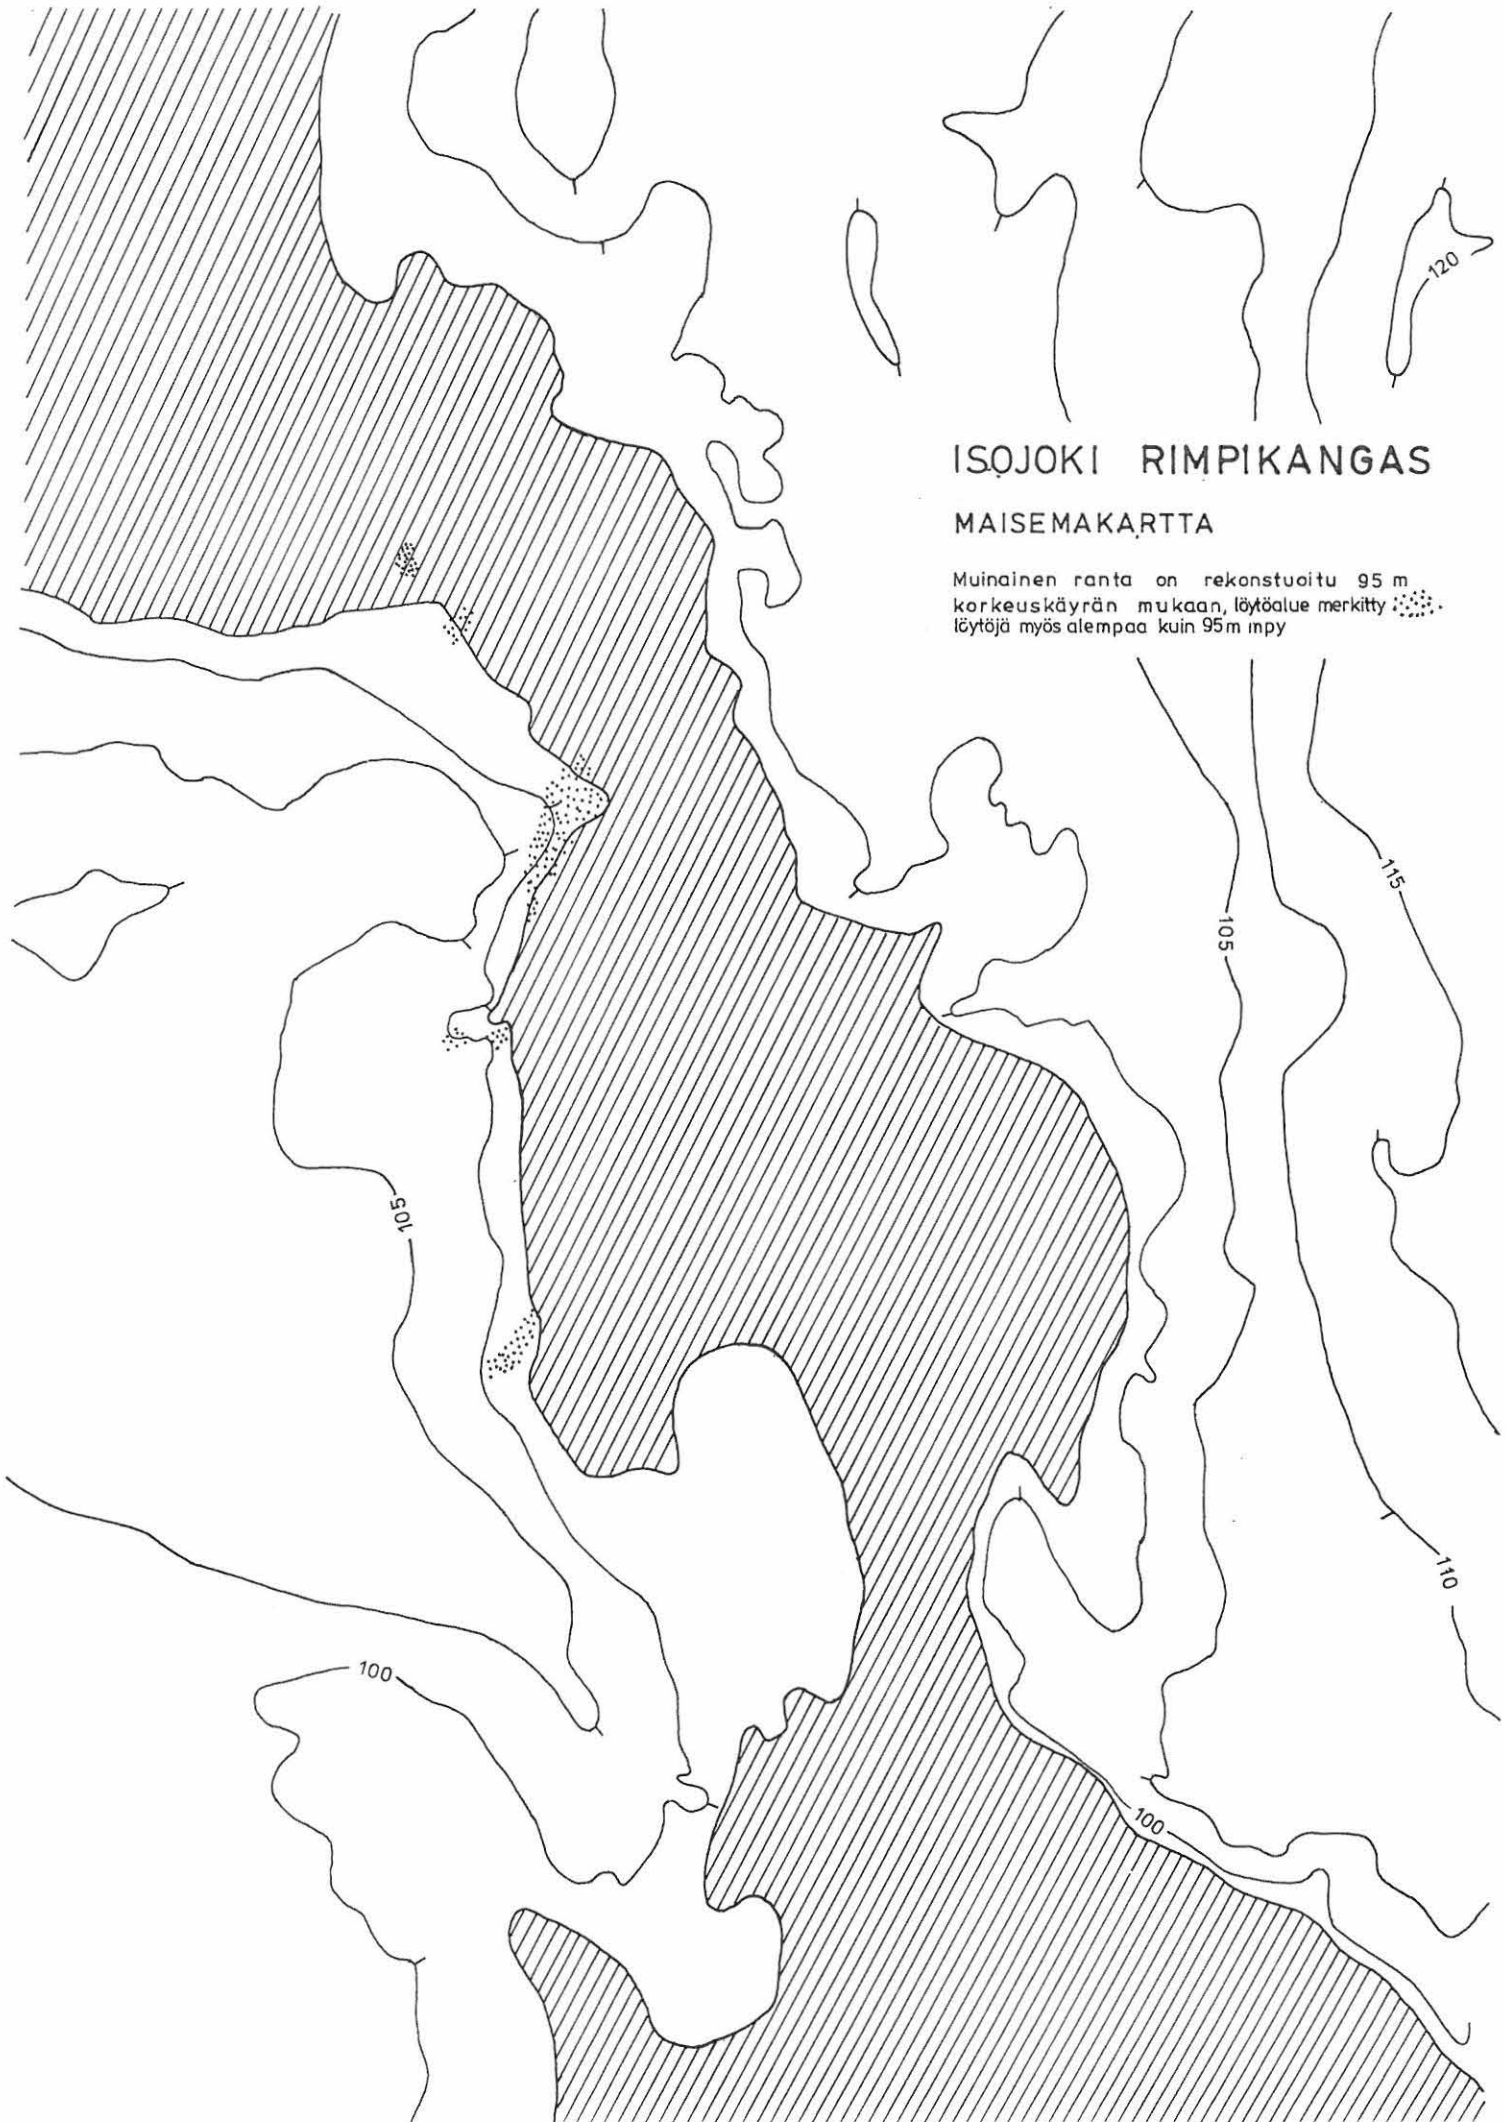 120
ISOJOKI RIMPIKANGAS
MAISEMAKARTTA
Muinainen ranta on rekonstuoitu 95 m
korkeuskäyrän mukaan, löytöalue merkitty
löytöjä myös alempaa kuin 95m mpy
115
105
105
110
100
100